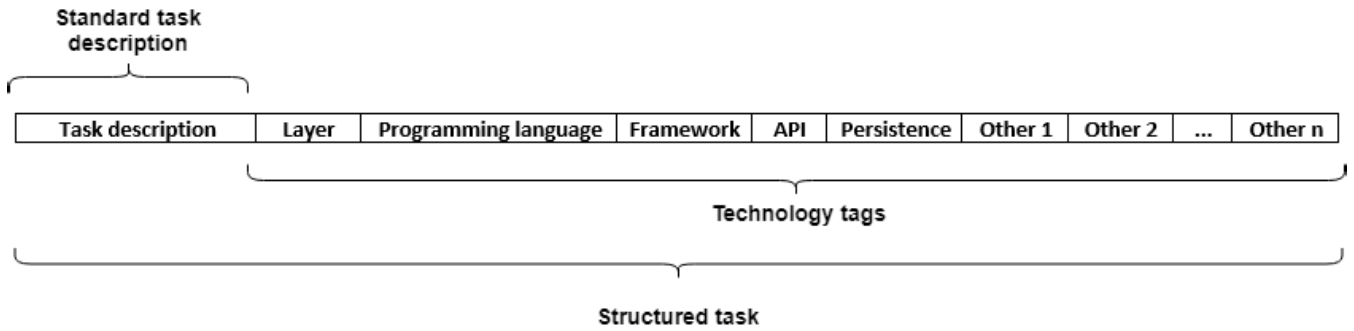 Standard task
description
Task description Layer Programming language Framework API Persistence Other 1 Other 2 ... Other n
Technology tags
Structured task